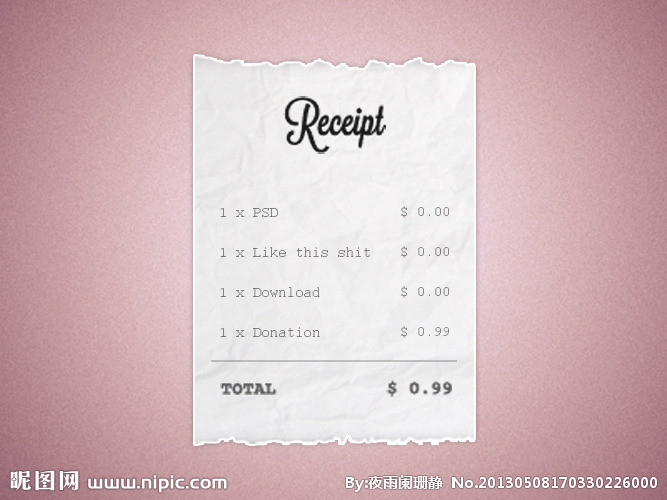 Receipt
1 x PSD $ 0.00
1 x Like this shit $ 0.00
1 x Download $ 0.00
1 x Donation $ 0.99
TOTAL $ 0.99
昵图网 www.nipic.com By:夜雨阑珊静 No.20130508170330226000